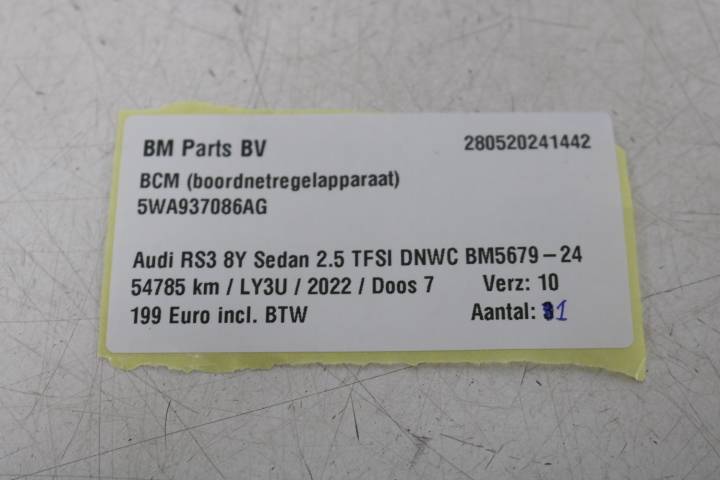 BM Parts BV 280520241442
BCM (boordnetregelapparaat)
5WA937086AG
Audi RS3 8Y Sedan 2.5 TFSI DNWC BM5679-24
54785 km / LY3U / 2022 / Doos 7 Verz: 10
199 Euro incl. BTW Aantal: 1